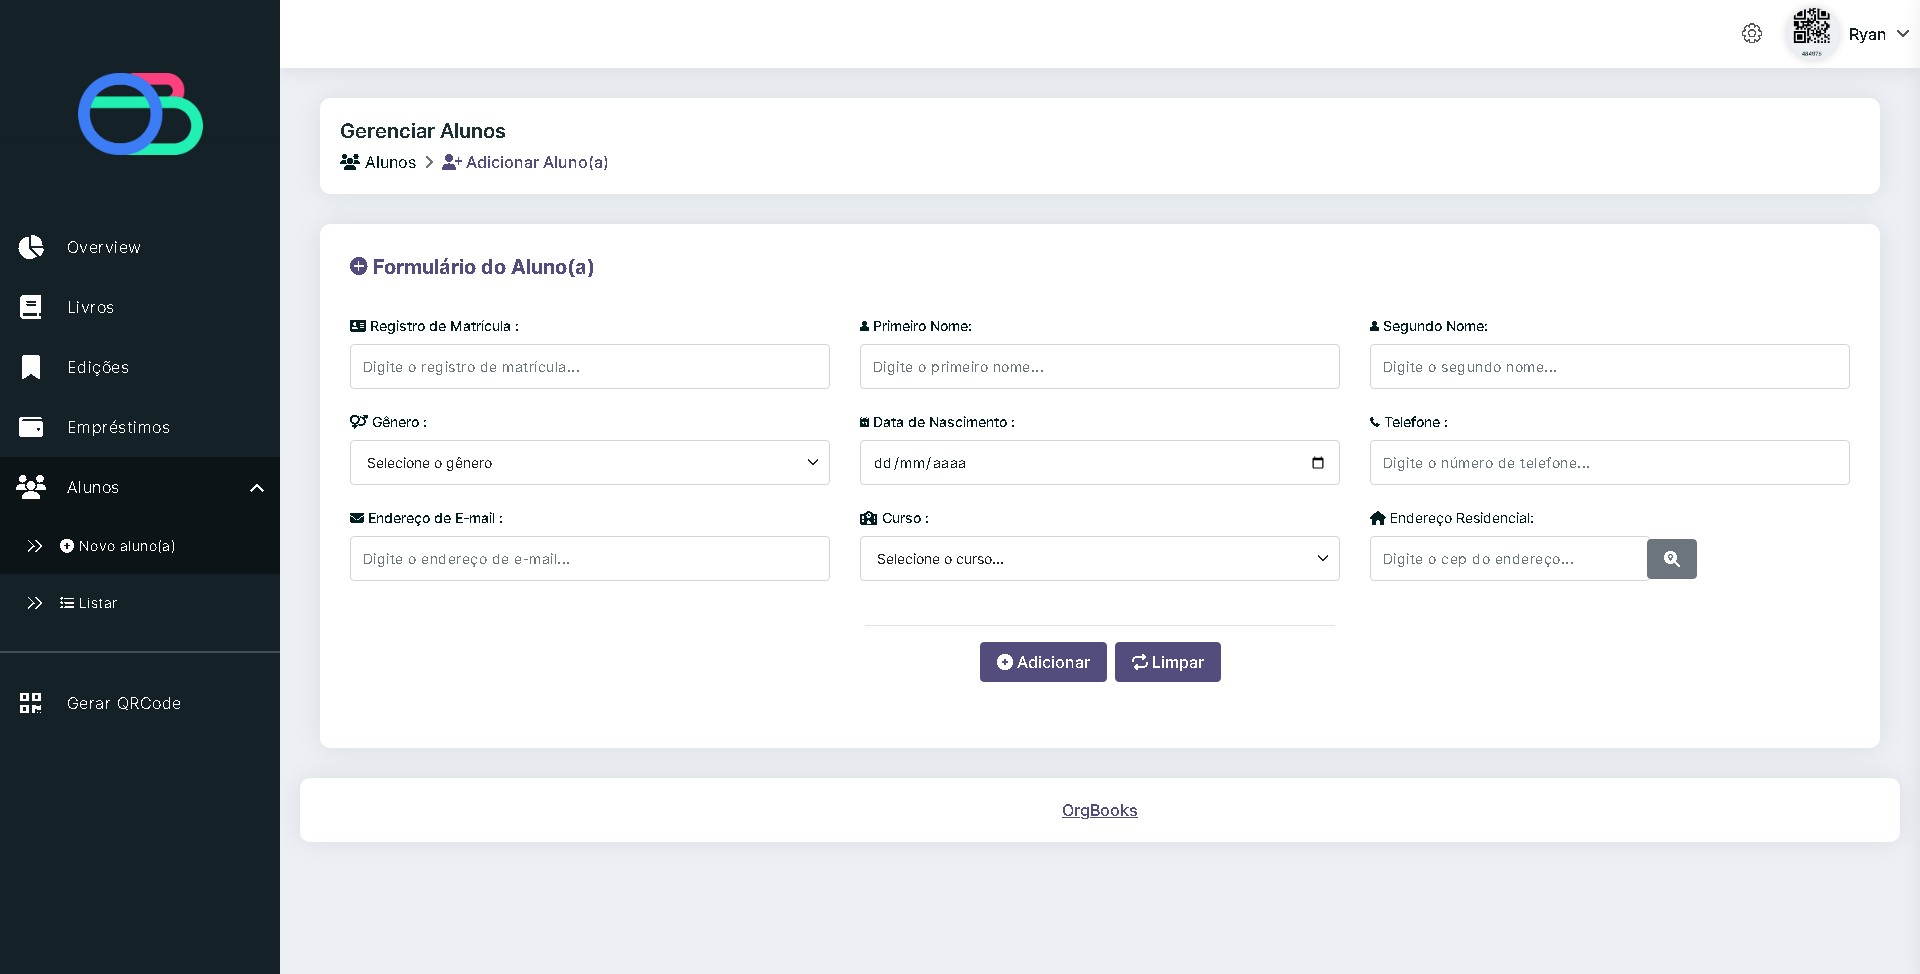 Ryan
Gerenciar Alunos
Alunos Adicionar Aluno(a)
Overview
Livros
Edições
Empréstimos
Alunos
Novo aluno(a)
Listar
Gerar QRCode
Formulário do Aluno(a)
Registro de Matrícula :
Digite o registro de matrícula...
Primeiro Nome:
Digite o primeiro nome...
Segundo Nome:
Digite o segundo nome...
Gênero :
Selecione o gênero
Data de Nascimento :
dd/mm/aaaa
Telefone :
Digite o número de telefone...
Endereço de E-mail :
Digite o endereço de e-mail...
Curso :
Selecione o curso...
Endereço Residencial:
Digite o cep do endereço...
Adicionar
Limpar
OrgBooks